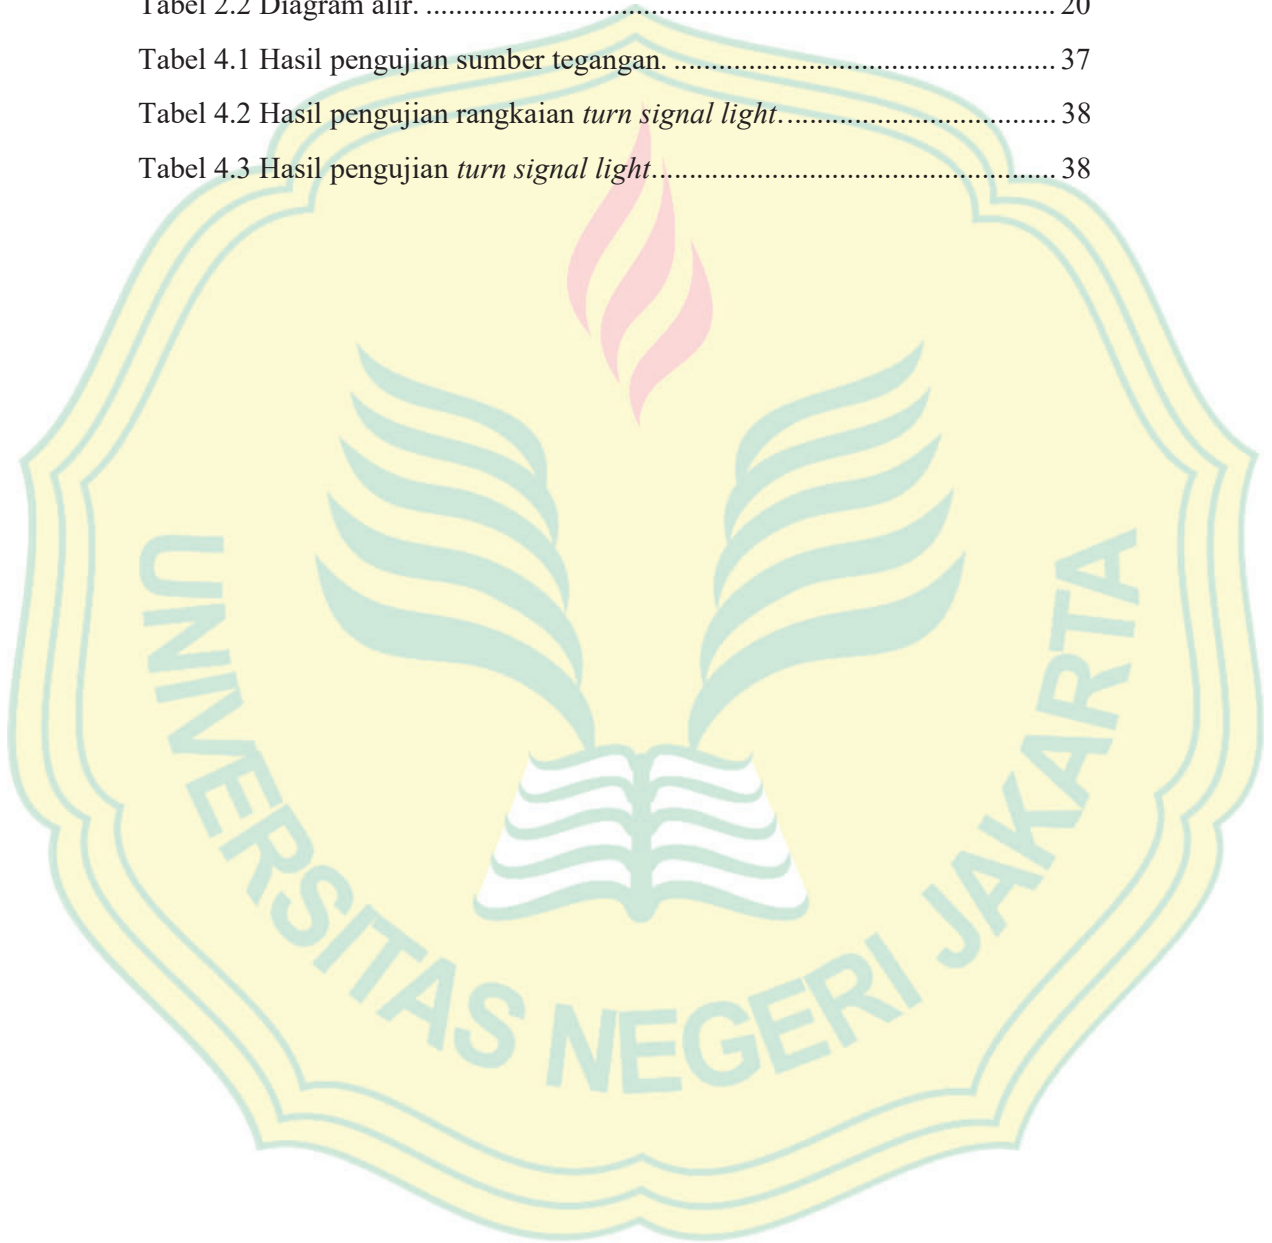 Tabel 2.2 Diagram alir. .................................................................................... 20
Tabel 4.1 Hasil pengujian sumber tegangan. ................................................... 37
Tabel 4.2 Hasil pengujian rangkaian turn signal light..................................... 38
Tabel 4.3 Hasil pengujian turn signal light...................................................... 38
UNIVERSITAS NEGERI JAKARTA